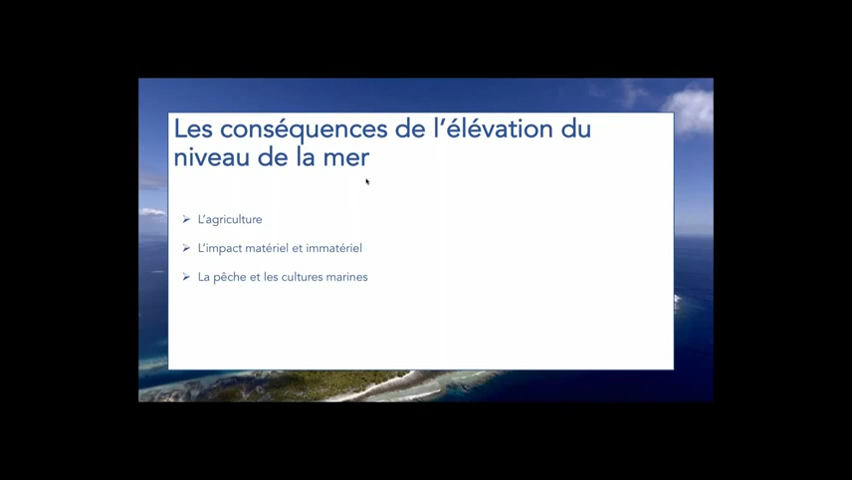 Les conséquences de l’élévation du
niveau de la mer
➢ L’agriculture
➢ L’impact matériel et immatériel
➢ La pêche et les cultures marines